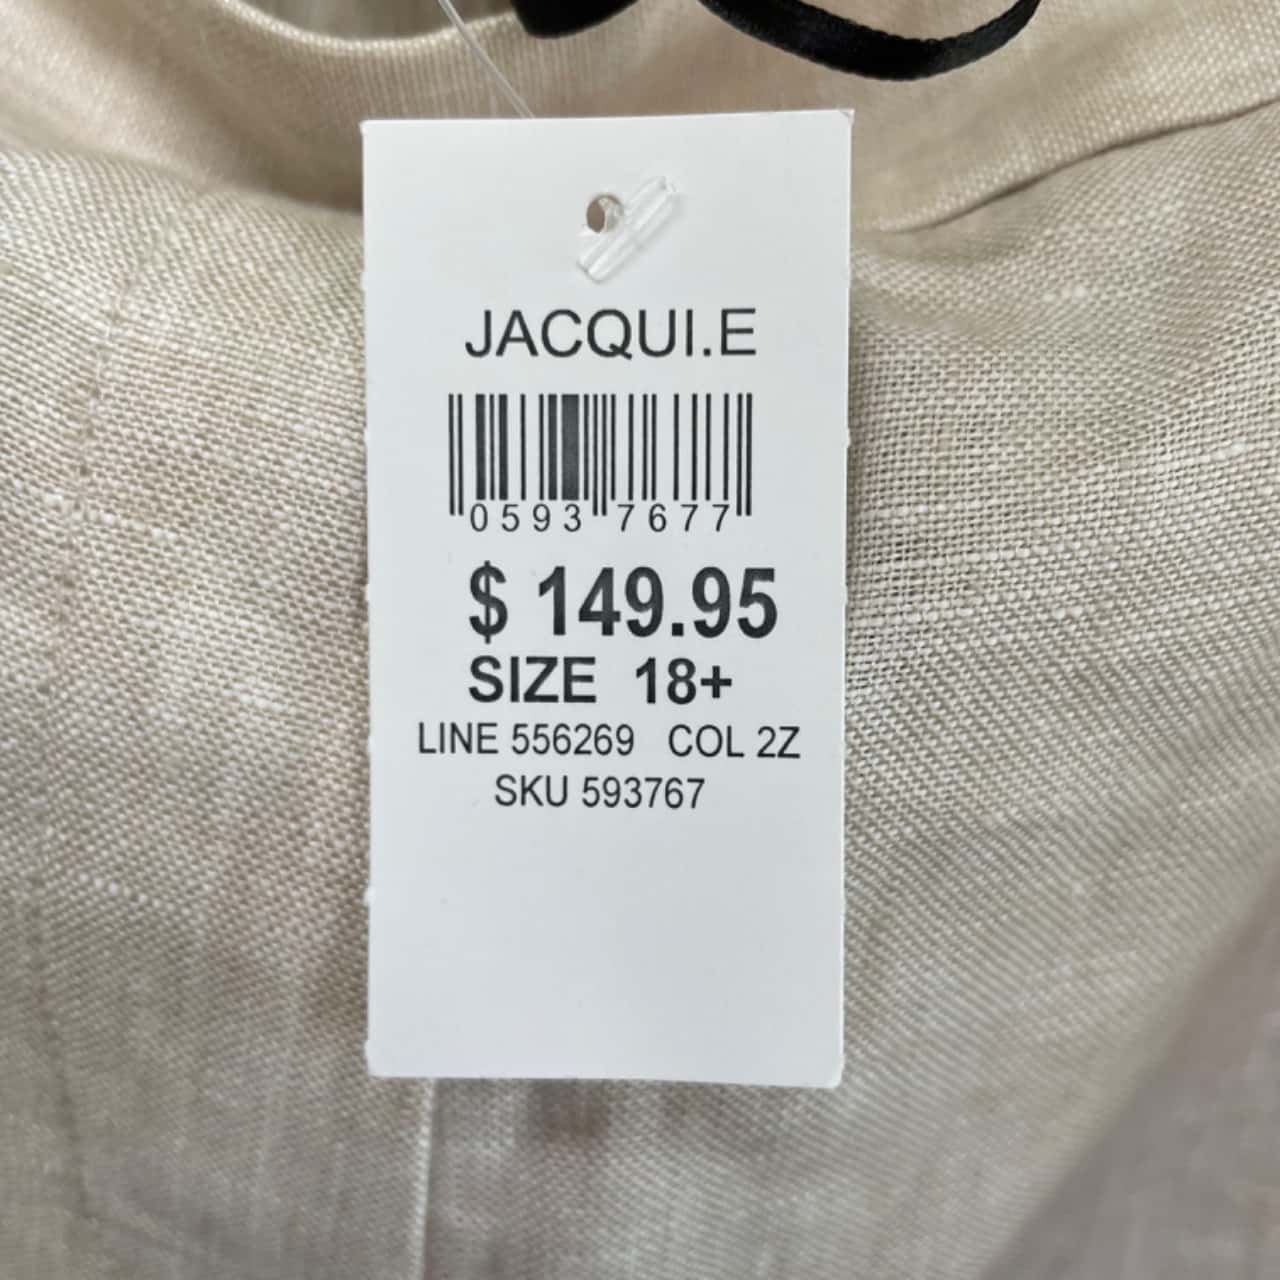 JACQUI.E
0593 7677
$ 149.95
SIZE 18+
LINE 556269 COL 2Z
SKU 593767